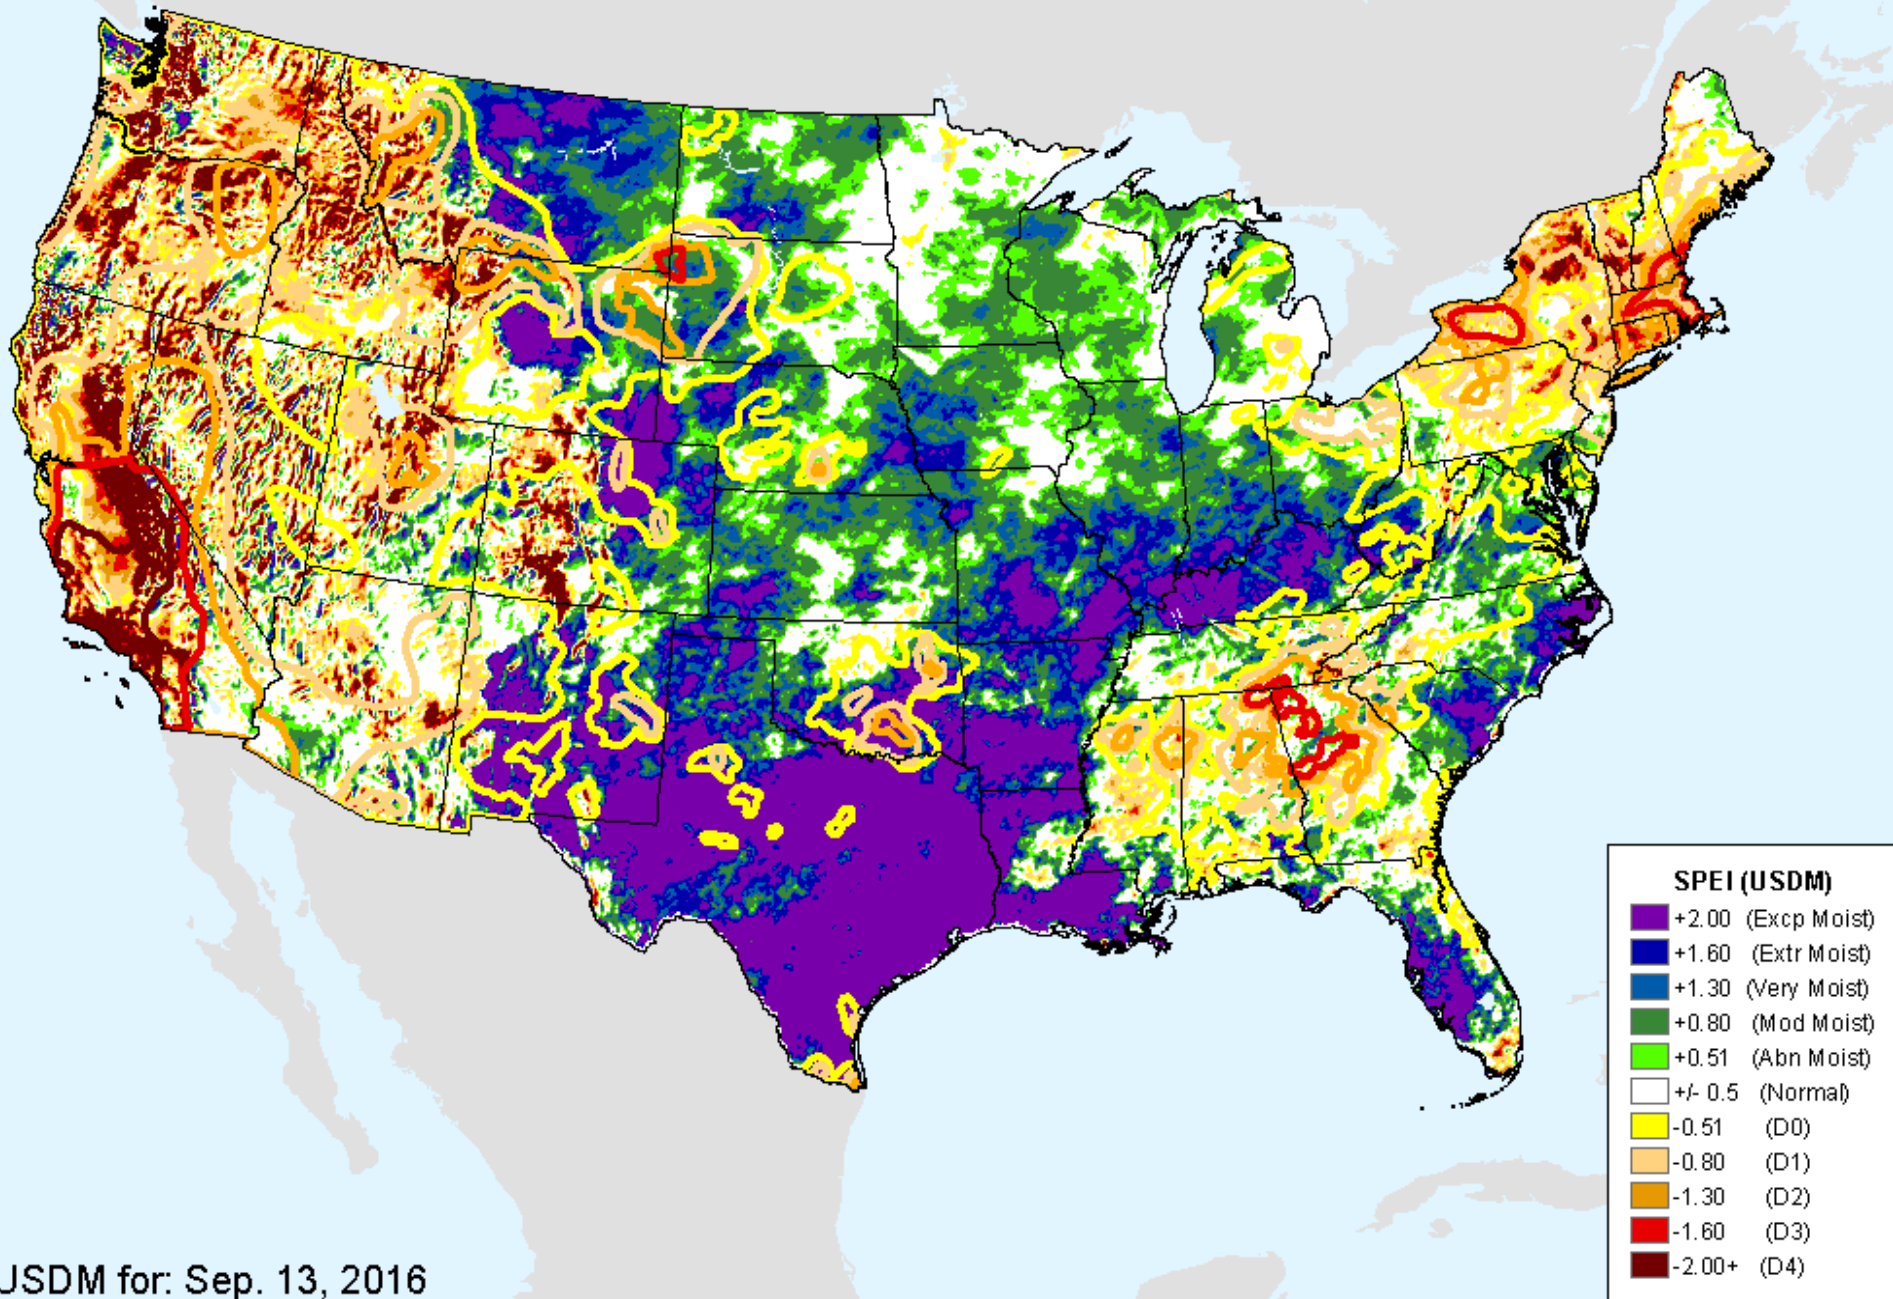 SPEI (USDM)
+2.00 (Excp Moist)
+1.60 (Extr Moist)
+1.30 (Very Moist)
+0.80 (Mod Moist)
+0.51 (Abn Moist)
+/- 0.5 (Normal)
-0.51 (D0)
-0.80 (D1)
-1.30 (D2)
-1.60 (D3)
-2.00+ (D4)
USDM for: Sep. 13, 2016